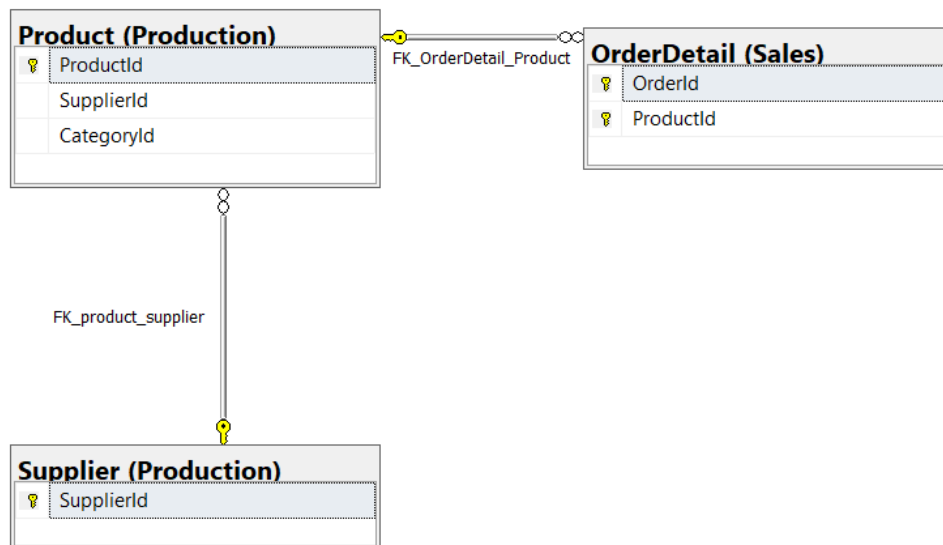 Product (Production)
ProductId
SupplierId
CategoryId
FK_OrderDetail_Product
OrderDetail (Sales)
OrderId
ProductId
FK_product_supplier
Supplier (Production)
SupplierId